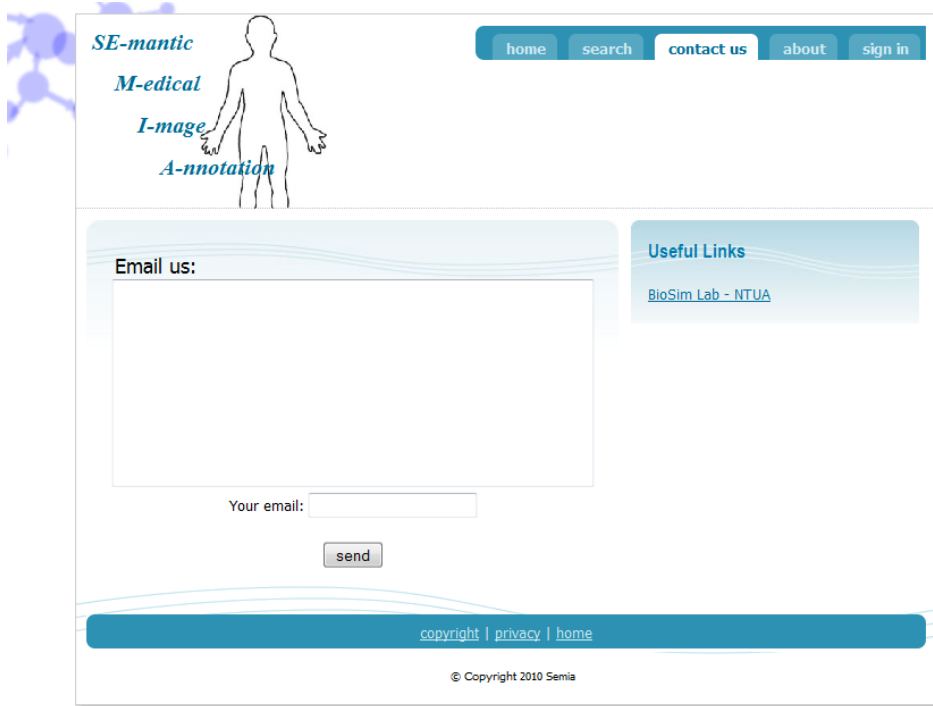 SE-mantic
M-edical
I-mage
A-nnotation
home search contact us about sign in
Email us:
Your email:
send
Useful Links
BioSim Lab - NTUA
copyright | privacy | home
© Copyright 2010 Semia